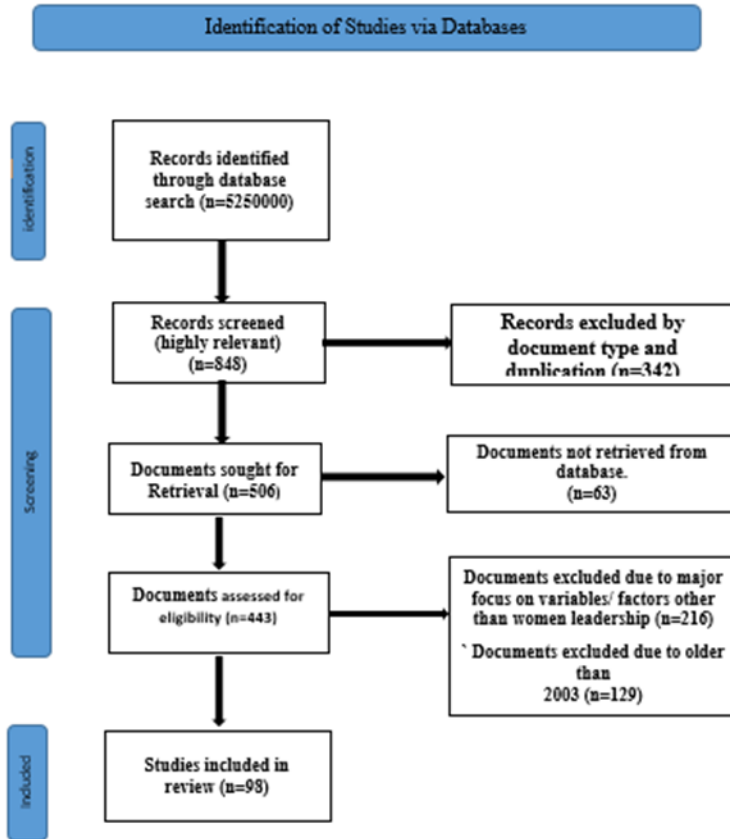 Identification of Studies via Databases
identification
Records identified
through database
search (n=5250000)
Records screened
(highly relevant)
(n=848)
Records excluded by
document type and
duplication (n=342)
Screening
Documents sought for
Retrieval (n=506)
Documents not retrieved from
database.
(n=63)
Documents assessed for
eligibility (n=443)
Documents excluded due to major
focus on variables/ factors other
than women leadership (n=216)
` Documents excluded due to older
than
2003 (n=129)
Included
Studies included in
review (n=98)